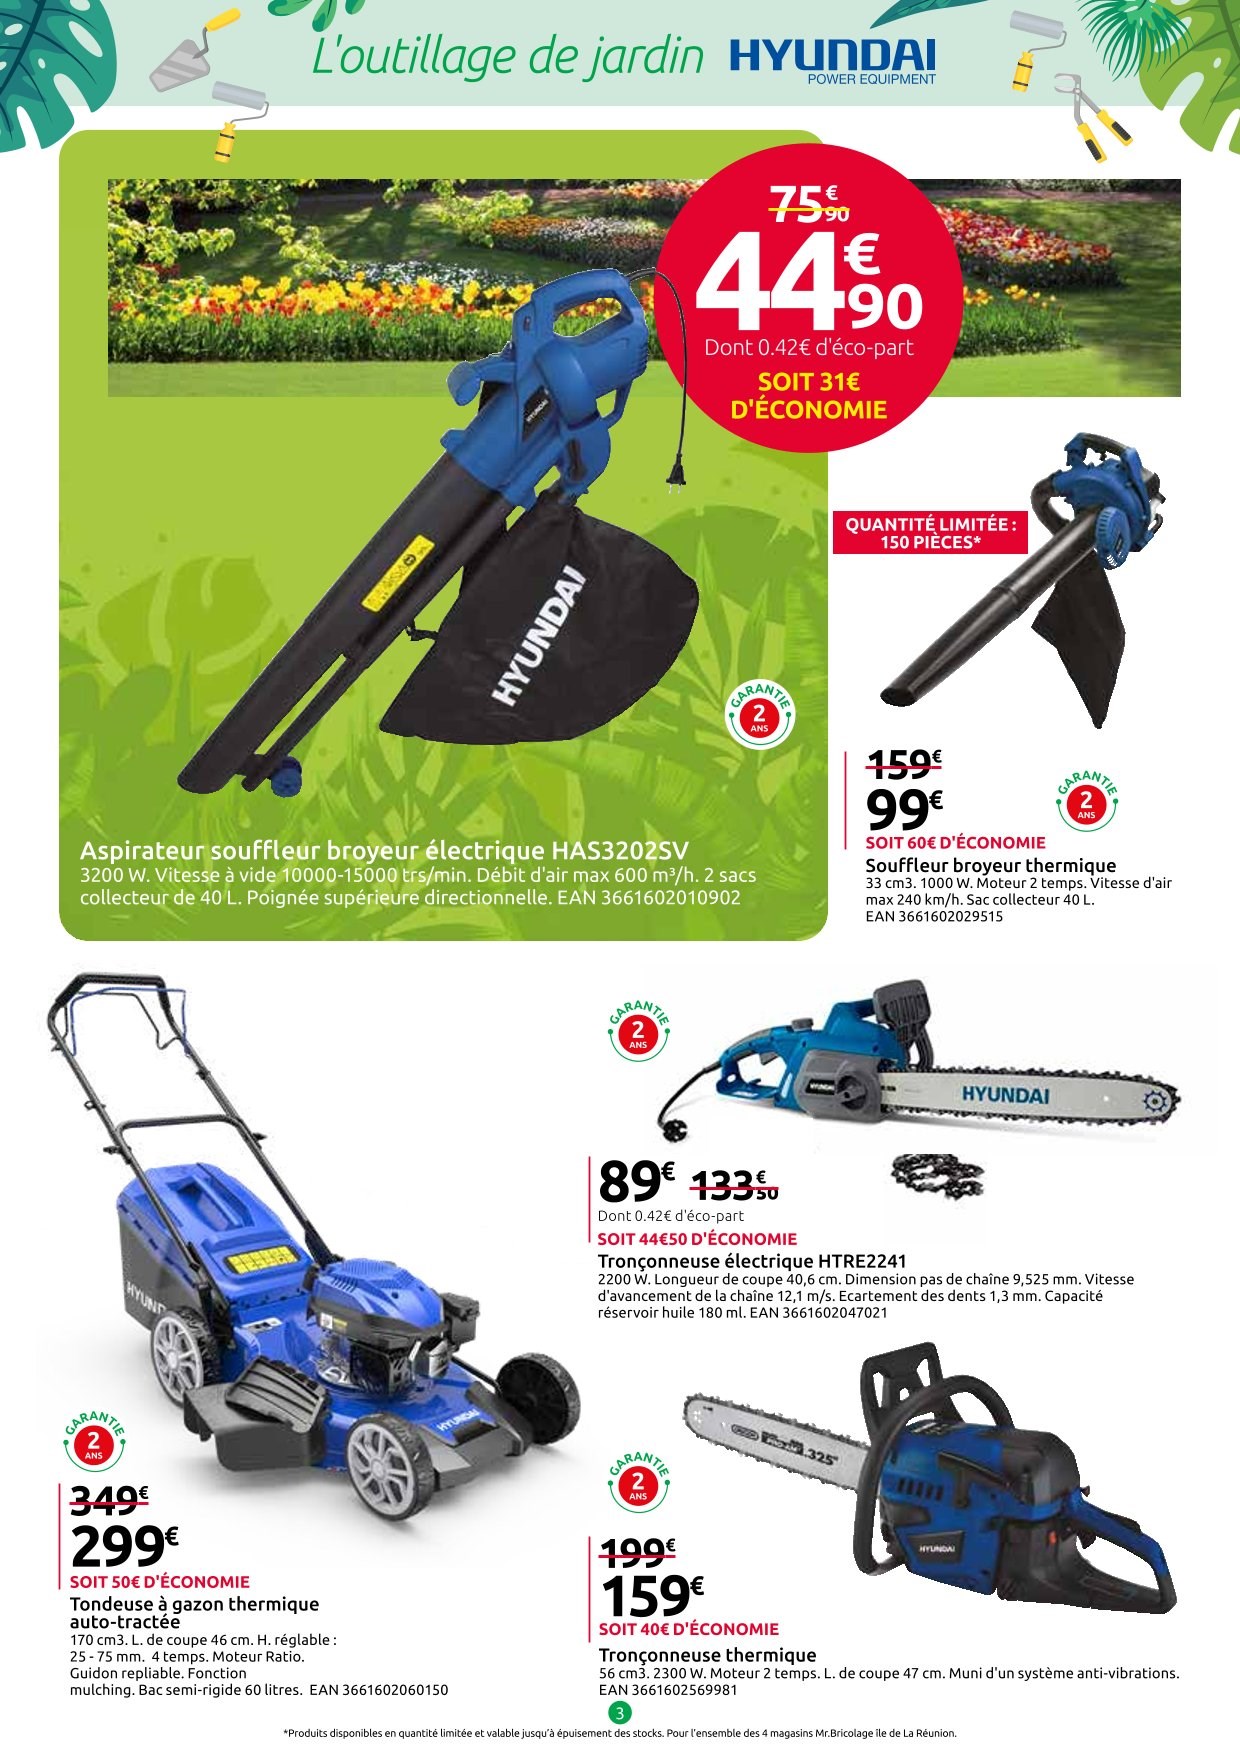 L'outillage de jardin HYUNDAI
POWER EQUIPMENT
75€90
44€90
Dont 0.42€ d'éco-part
SOIT 31€
D'ÉCONOMIE
HYUNDAI
HYUNDAI
QUANTITÉ LIMITÉE :
150 PIÈCES*
GARANTIE
2
ANS
Aspirateur souffleur broyeur électrique HAS3202SV
3200 W. Vitesse à vide 10000-15000 trs/min. Débit d'air max 600 m³/h. 2 sacs
collecteur de 40 L. Poignée supérieure directionnelle. EAN 3661602010902
159€
99€
GARANTIE
2
ANS
SOIT 60€ D'ÉCONOMIE
Souffleur broyeur thermique
33 cm3. 1000 W. Moteur 2 temps. Vitesse d'air
max 240 km/h. Sac collecteur 40 L.
EAN 3661602029515
GARANTIE
2
ANS
HYUNDAI
HYUNDAI
89€ 133€50
Dont 0.42€ d'éco-part
SOIT 44€50 D'ÉCONOMIE
Tronçonneuse électrique HTRE2241
2200 W. Longueur de coupe 40,6 cm. Dimension pas de chaîne 9,525 mm. Vitesse
d'avancement de la chaîne 12,1 m/s. Ecartement des dents 1,3 mm. Capacité
réservoir huile 180 ml. EAN 3661602047021
HYUNDAI
HYUNDAI
GARANTIE
2
ANS
349€
299€
SOIT 50€ D'ÉCONOMIE
Tondeuse à gazon thermique
auto-tractée
170 cm3. L. de coupe 46 cm. H. réglable :
25 - 75 mm. 4 temps. Moteur Ratio.
Guidon repliable. Fonction
mulching. Bac semi-rigide 60 litres. EAN 3661602060150
.325"
HYUNDAI
GARANTIE
2
ANS
199€
159€
SOIT 40€ D'ÉCONOMIE
Tronçonneuse thermique
56 cm3. 2300 W. Moteur 2 temps. L. de coupe 47 cm. Muni d'un système anti-vibrations.
EAN 3661602569981
3
*Produits disponibles en quantité limitée et valable jusqu'à épuisement des stocks. Pour l'ensemble des 4 magasins Mr.Bricolage île de La Réunion.